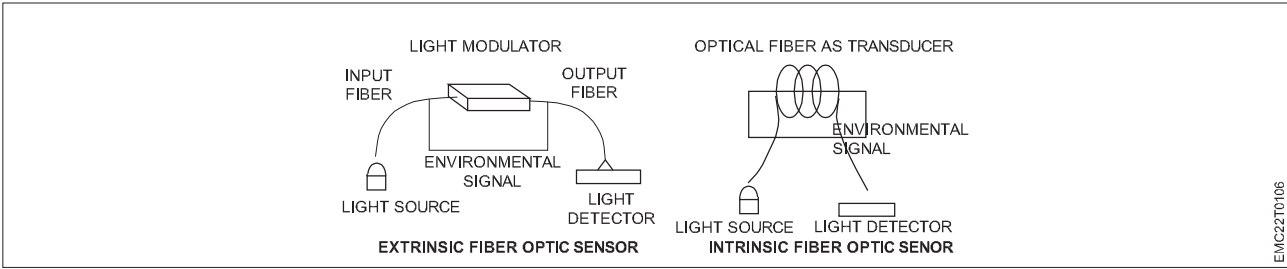 LIGHT MODULATOR
INPUT
FIBER
OUTPUT
FIBER
ENVIRONMENTAL
SIGNAL
LIGHT SOURCE
LIGHT
DETECTOR
EXTRINSIC FIBER OPTIC SENSOR
OPTICAL FIBER AS TRANSDUCER
ENVIRONMENTAL
SIGNAL
LIGHT SOURCE
LIGHT DETECTOR
INTRINSIC FIBER OPTIC SENOR
EMC22T0106